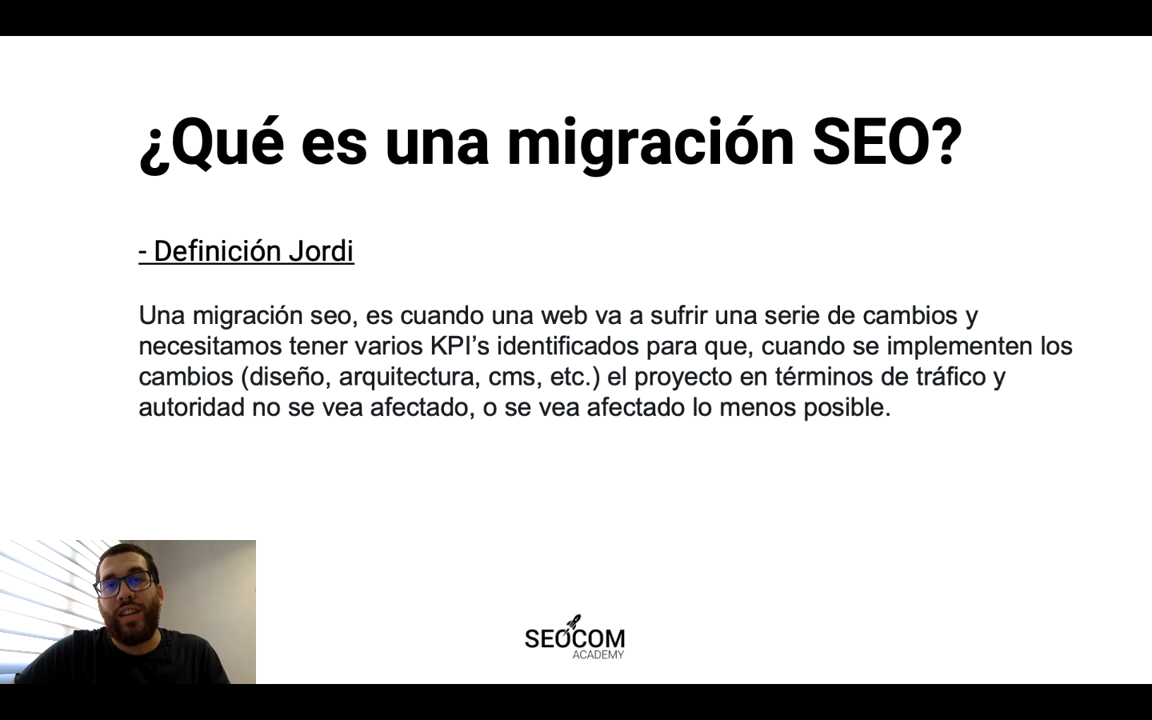 ¿Qué es una migración SEO?
- Definición Jordi
Una migración seo, es cuando una web va a sufrir una serie de cambios y
necesitamos tener varios KPI’s identificados para que, cuando se implementen los
cambios (diseño, arquitectura, cms, etc.) el proyecto en términos de tráfico y
autoridad no se vea afectado, o se vea afectado lo menos posible.
SEOCOM
ACADEMY